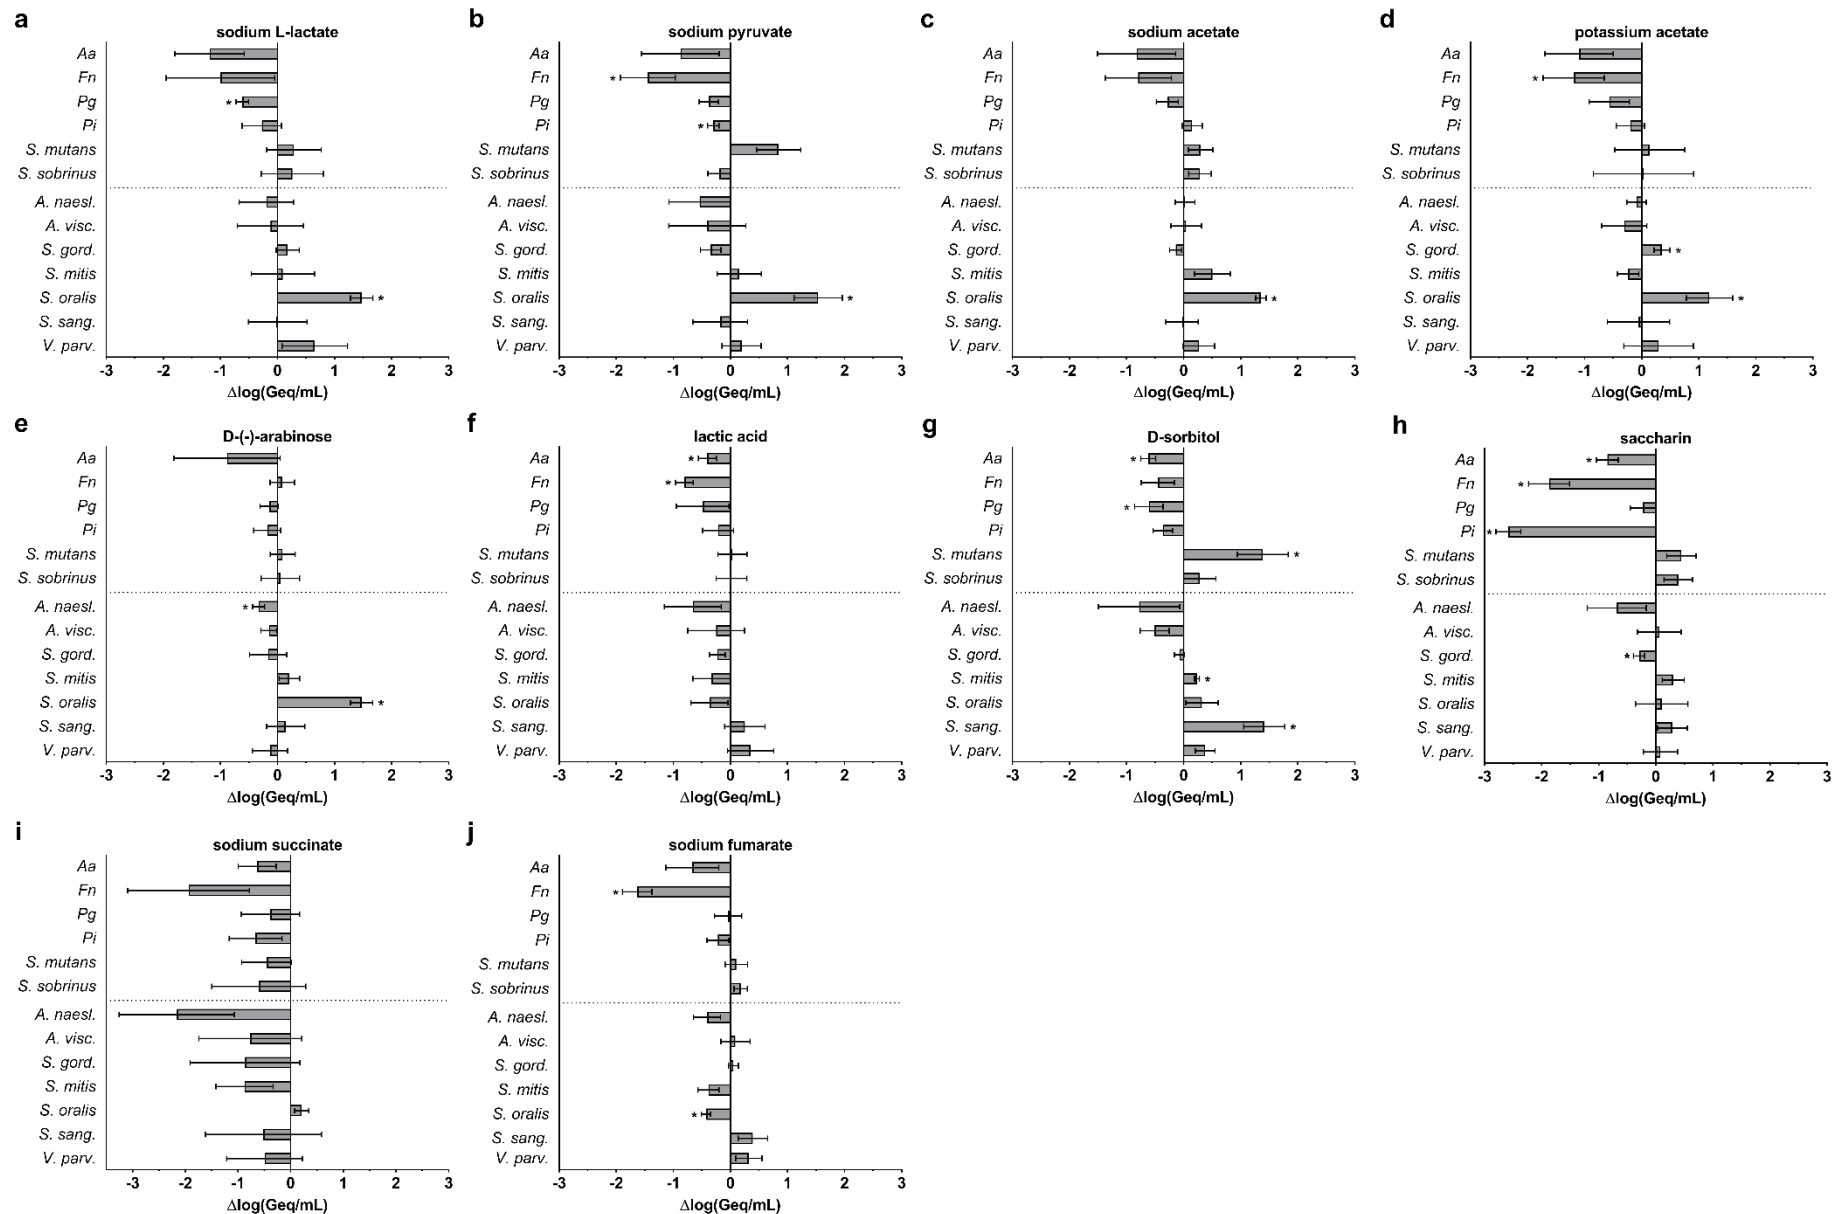 a
sodium L-lactate
Aa
Fn
* Pg
Pi
S. mutans
S. sobrinus
A. naesl.
A. visc.
S. gord.
S. mitis
S. oralis *
S. sang.
V. parv.
-3 -2 -1 0 1 2 3
Δlog(Geq/mL)
b
sodium pyruvate
Aa
Fn *
Pg
Pi *
S. mutans
S. sobrinus
A. naesl.
A. visc.
S. gord.
S. mitis
S. oralis *
S. sang.
V. parv.
-3 -2 -1 0 1 2 3
Δlog(Geq/mL)
c
sodium acetate
Aa
Fn
Pg
Pi
S. mutans
S. sobrinus
A. naesl.
A. visc.
S. gord.
S. mitis
S. oralis *
S. sang.
V. parv.
-3 -2 -1 0 1 2 3
Δlog(Geq/mL)
d
potassium acetate
Aa
Fn *
Pg
Pi
S. mutans
S. sobrinus
A. naesl.
A. visc.
S. gord. *
S. mitis
S. oralis *
S. sang.
V. parv.
-3 -2 -1 0 1 2 3
Δlog(Geq/mL)
e
D-(-)-arabinose
Aa
Fn
Pg
Pi
S. mutans
S. sobrinus
A. naesl. *
A. visc.
S. gord.
S. mitis
S. oralis *
S. sang.
V. parv.
-3 -2 -1 0 1 2 3
Δlog(Geq/mL)
f
lactic acid
Aa *
Fn *
Pg
Pi
S. mutans
S. sobrinus
A. naesl.
A. visc.
S. gord.
S. mitis
S. oralis
S. sang.
V. parv.
-3 -2 -1 0 1 2 3
Δlog(Geq/mL)
g
D-sorbitol
Aa *
Fn
Pg *
Pi
S. mutans *
S. sobrinus
A. naesl.
A. visc.
S. gord.
S. mitis *
S. oralis
S. sang. *
V. parv.
-3 -2 -1 0 1 2 3
Δlog(Geq/mL)
h
saccharin
Aa *
Fn *
Pg
Pi *
S. mutans
S. sobrinus
A. naesl.
A. visc.
S. gord. *
S. mitis
S. oralis
S. sang.
V. parv.
-3 -2 -1 0 1 2 3
Δlog(Geq/mL)
i
sodium succinate
Aa
Fn
Pg
Pi
S. mutans
S. sobrinus
A. naesl.
A. visc.
S. gord.
S. mitis
S. oralis
S. sang.
V. parv.
-3 -2 -1 0 1 2 3
Δlog(Geq/mL)
j
sodium fumarate
Aa
Fn *
Pg
Pi
S. mutans
S. sobrinus
A. naesl.
A. visc.
S. gord.
S. mitis
S. oralis *
S. sang.
V. parv.
-3 -2 -1 0 1 2 3
Δlog(Geq/mL)